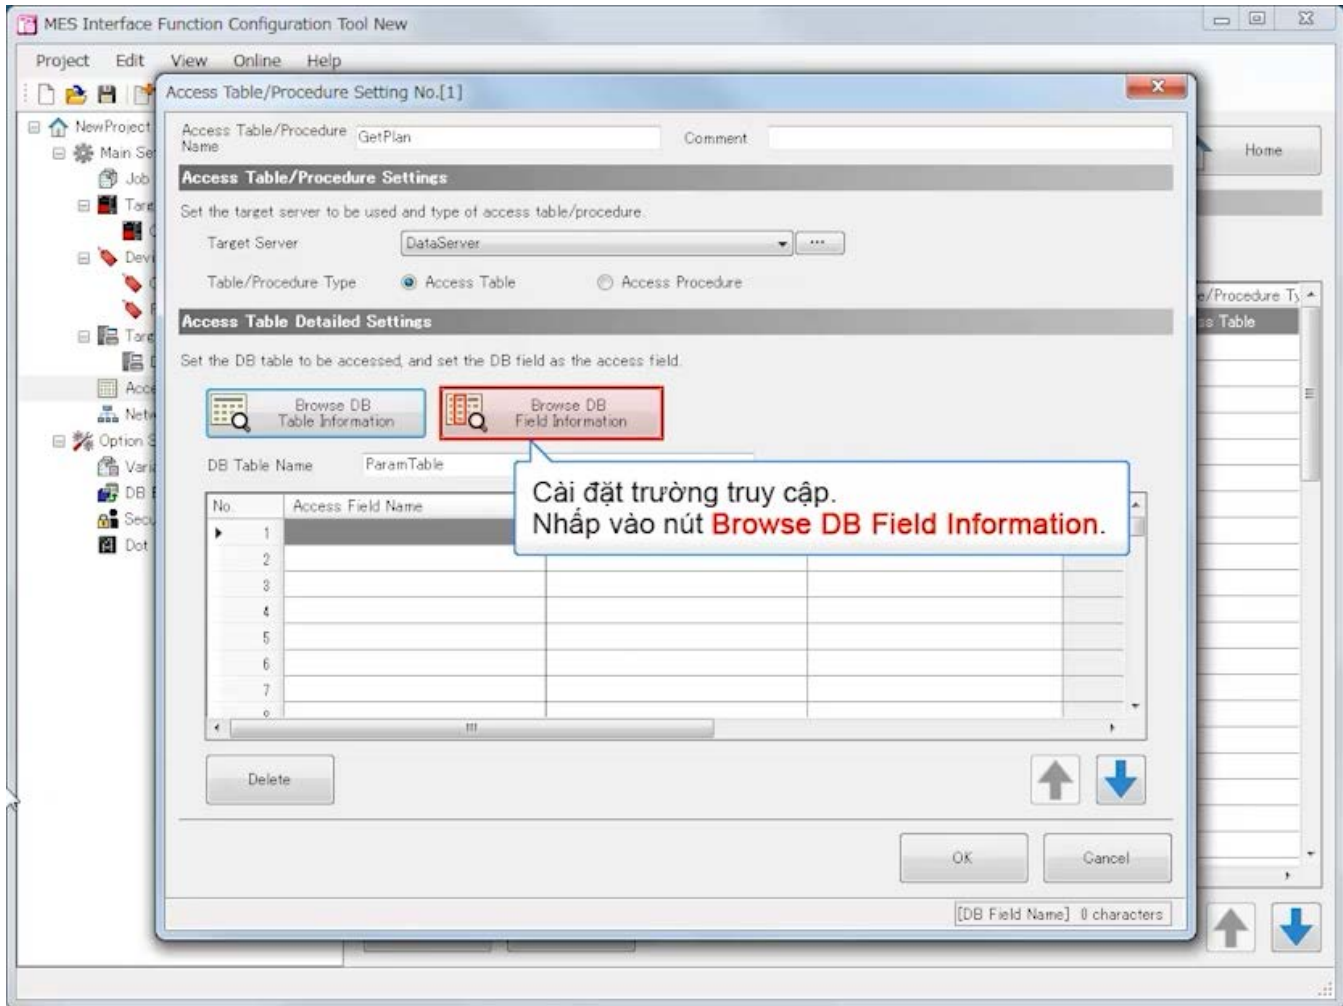 MES Interface Function Configuration Tool New
Project Edit View Online Help
Access Table/Procedure Setting No.[1]
NewProject
Main Se
Job
Targ
Devi
Targ
Acce
Netw
Option S
Varia
DB B
Secu
Dot
Access Table/Procedure
Name
GetPlan
Comment
Home
Access Table/Procedure Settings
Set the target server to be used and type of access table/procedure.
Target Server DataServer ...
Table/Procedure Type Access Table Access Procedure
e/Procedure Ty
ss Table
Access Table Detailed Settings
Set the DB table to be accessed, and set the DB field as the access field.
Browse DB
Table Information
Browse DB
Field Information
DB Table Name ParamTable
Cài đặt trường truy cập.
Nhấp vào nút Browse DB Field Information.
No. Access Field Name
1
2
3
4
5
6
7
Delete
OK Cancel
[DB Field Name] 0 characters